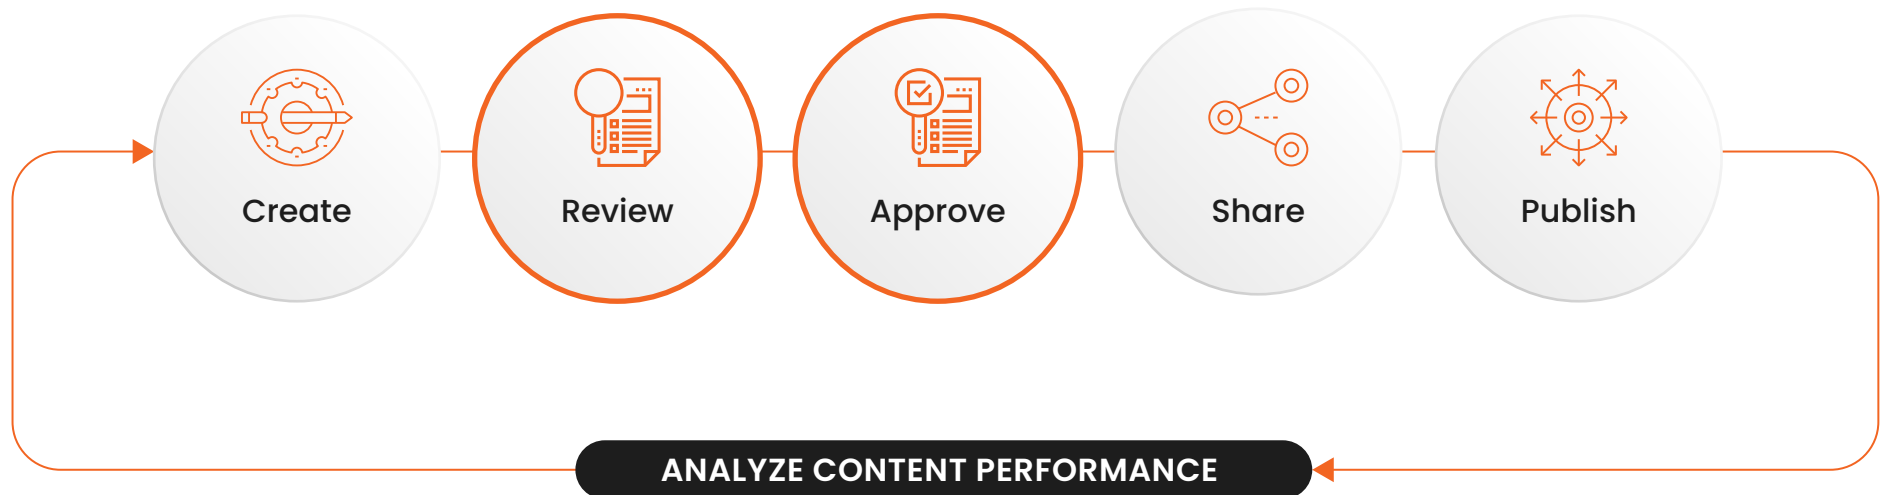 Create
Review
Approve
Share
Publish
ANALYZE CONTENT PERFORMANCE